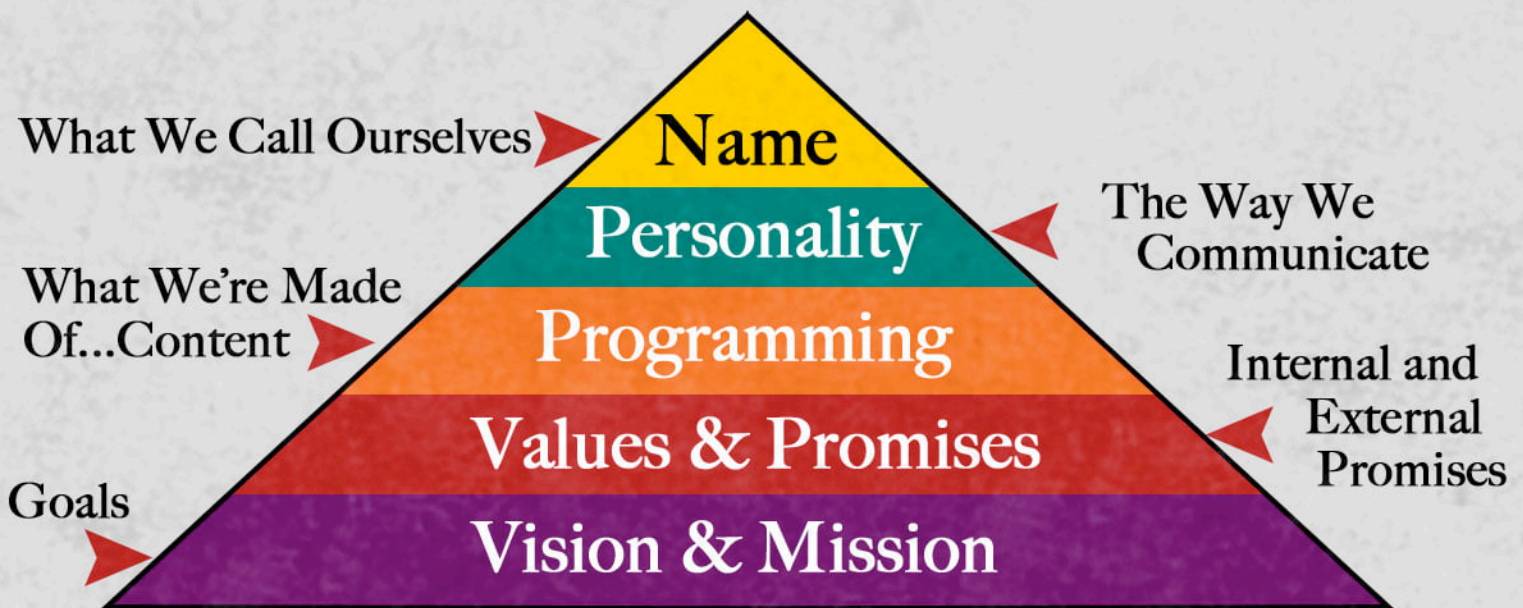 What We Call Ourselves
Name
Personality
The Way We
Communicate
What We're Made
Of...Content
Programming
Internal and
External
Promises
Values & Promises
Goals
Vision & Mission